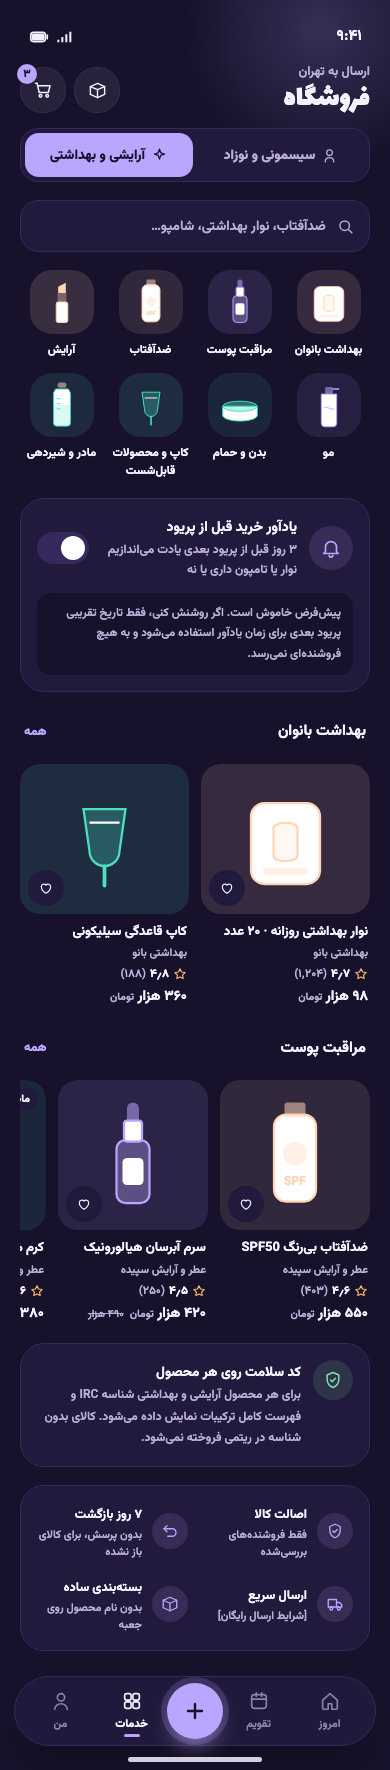 ۹:۴۱
ارسال به تهران
فروشگاه
۳
سیسمونی و نوزاد
آرایشی و بهداشتی
ضدآفتاب، نوار بهداشتی، شامپو...
بهداشت بانوان
مراقبت پوست
ضدآفتاب
آرایش
SPF
مو
بدن و حمام
کاپ و محصولات قابل‌شست
مادر و شیردهی
یادآور خرید قبل از پریود
۳ روز قبل از پریود بعدی یادت می‌اندازیم
نوار یا تامپون داری یا نه
پیش‌فرض خاموش است. اگر روشنش کنی، فقط تاریخ تقریبی
پریود بعدی برای زمان یادآور استفاده می‌شود و به هیچ
فروشنده‌ای نمی‌رسد.
بهداشت بانوان
همه
نوار بهداشتی روزانه · ۲۰ عدد
بهداشتی بانو
۴٫۷ (۱,۲۰۴)
۹۸ هزار تومان
کاپ قاعدگی سیلیکونی
بهداشتی بانو
۴٫۸ (۱۸۸)
۳۶۰ هزار تومان
مراقبت پوست
همه
SPF
ضدآفتاب بی‌رنگ SPF50
عطر و آرایش سپیده
۴٫۶ (۴۰۳)
۵۵۰ هزار تومان
سرم آبرسان هیالورونیک
عطر و آرایش سپیده
۴٫۵ (۲۵۰)
۴۲۰ هزار تومان ۴۹۰ هزار
کرم
عطر و
۳۸۰
کد سلامت روی هر محصول
برای هر محصول آرایشی و بهداشتی شناسه IRC و
فهرست کامل ترکیبات نمایش داده می‌شود. کالای بدون
شناسه در ریتمی فروخته نمی‌شود.
اصالت کالا
فقط فروشنده‌های
بررسی‌شده
۷ روز بازگشت
بدون پرسش، برای کالای
باز نشده
ارسال سریع
[شرایط ارسال رایگان]
بسته‌بندی ساده
بدون نام محصول روی
جعبه
امروز
تقویم
خدمات
من